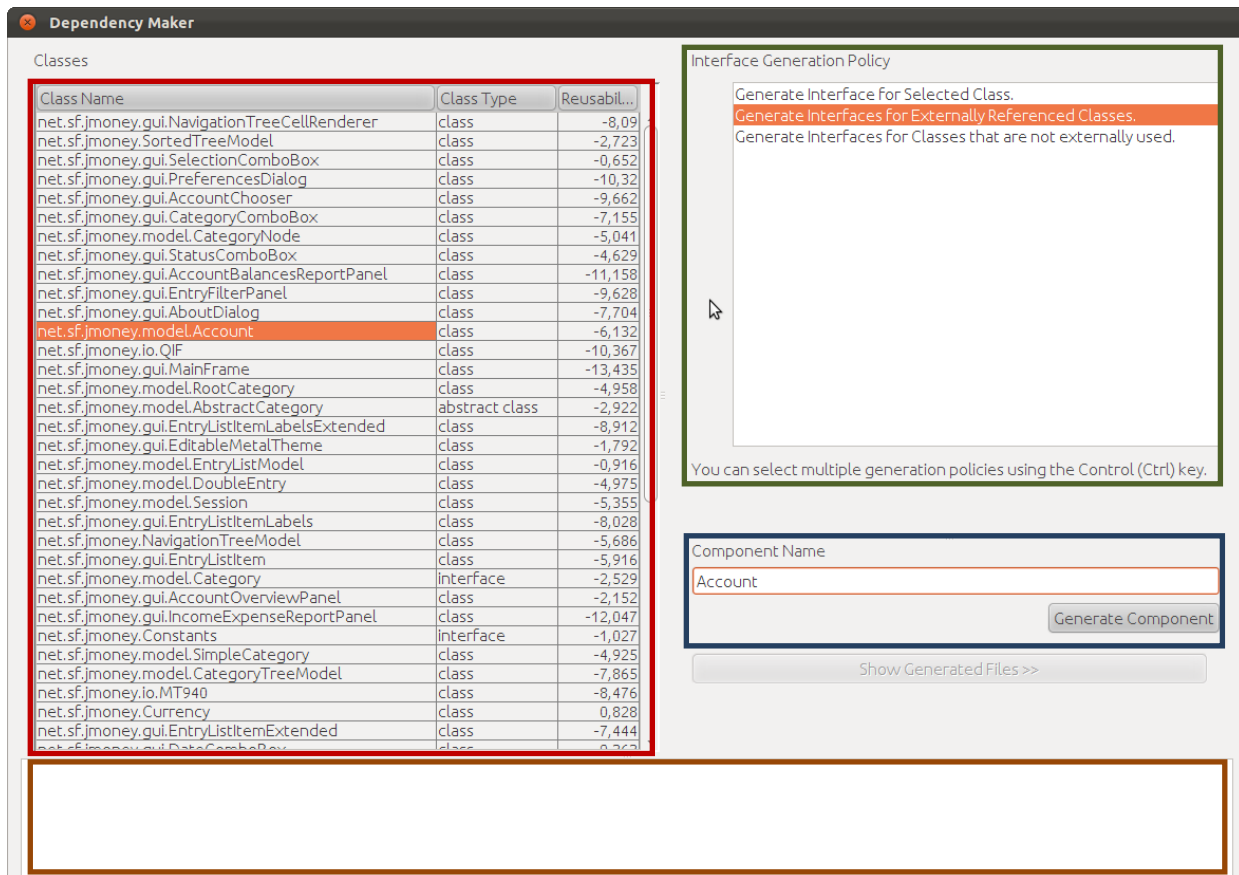 Dependency Maker
Classes
Class Name Class Type Reusabil...
net.sf.jmoney.gui.NavigationTreeCellRenderer class -8,09
net.sf.jmoney.SortedTreeModel class -2,723
net.sf.jmoney.gui.SelectionComboBox class -0,652
net.sf.jmoney.gui.PreferencesDialog class -10,32
net.sf.jmoney.gui.AccountChooser class -9,662
net.sf.jmoney.gui.CategoryComboBox class -7,155
net.sf.jmoney.model.CategoryNode class -5,041
net.sf.jmoney.gui.StatusComboBox class -4,629
net.sf.jmoney.gui.AccountBalancesReportPanel class -11,158
net.sf.jmoney.gui.EntryFilterPanel class -9,628
net.sf.jmoney.gui.AboutDialog class -7,704
net.sf.jmoney.model.Account class -6,132
net.sf.jmoney.io.QIF class -10,367
net.sf.jmoney.gui.MainFrame class -13,435
net.sf.jmoney.model.RootCategory class -4,958
net.sf.jmoney.model.AbstractCategory abstract class -2,922
net.sf.jmoney.gui.EntryListItemLabelsExtended class -8,912
net.sf.jmoney.gui.EditableMetalTheme class -1,792
net.sf.jmoney.model.EntryListModel class -0,916
net.sf.jmoney.model.DoubleEntry class -4,975
net.sf.jmoney.model.Session class -5,355
net.sf.jmoney.gui.EntryListItemLabels class -8,028
net.sf.jmoney.NavigationTreeModel class -5,686
net.sf.jmoney.gui.EntryListItem class -5,916
net.sf.jmoney.model.Category interface -2,529
net.sf.jmoney.gui.AccountOverviewPanel class -2,152
net.sf.jmoney.gui.IncomeExpenseReportPanel class -12,047
net.sf.jmoney.Constants interface -1,027
net.sf.jmoney.model.SimpleCategory class -4,925
net.sf.jmoney.model.CategoryTreeModel class -7,865
net.sf.jmoney.io.MT940 class -8,476
net.sf.jmoney.Currency class 0,828
net.sf.jmoney.gui.EntryListItemExtended class -7,444
net.sf.jmoney.gui.DateComboBox class
Interface Generation Policy
Generate Interface for Selected Class.
Generate Interfaces for Externally Referenced Classes.
Generate Interfaces for Classes that are not externally used.
You can select multiple generation policies using the Control (Ctrl) key.
Component Name
Account
Generate Component
Show Generated Files >>